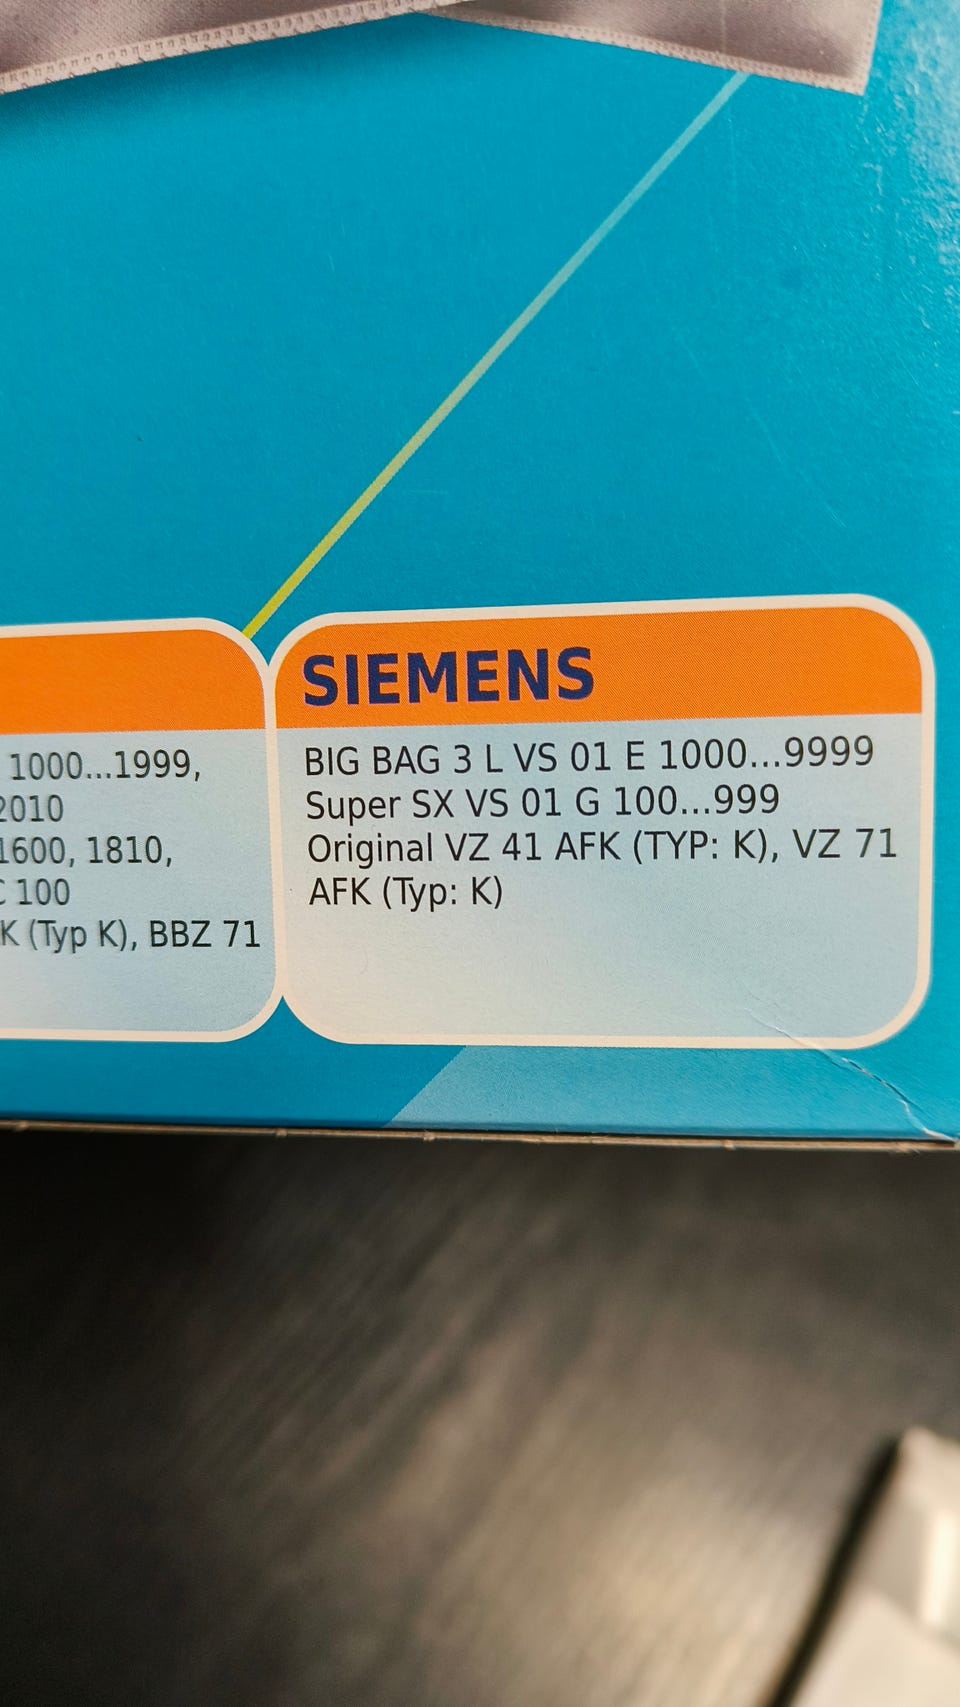 1000...1999,
2010
1600, 1810,
100
K (Typ K), BBZ 71
SIEMENS
BIG BAG 3 L VS 01 E 1000...9999
Super SX VS 01 G 100...999
Original VZ 41 AFK (TYP: K), VZ 71
AFK (Typ: K)